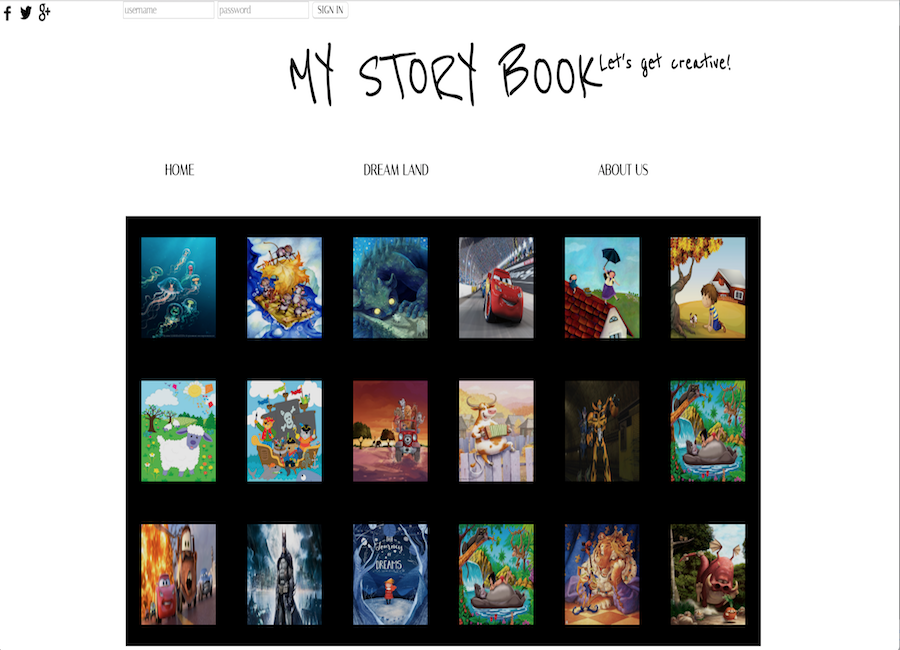 username password SIGN IN
MY STORY BOOK Let's get creative!
HOME DREAM LAND ABOUT US
Journey
DREAMS